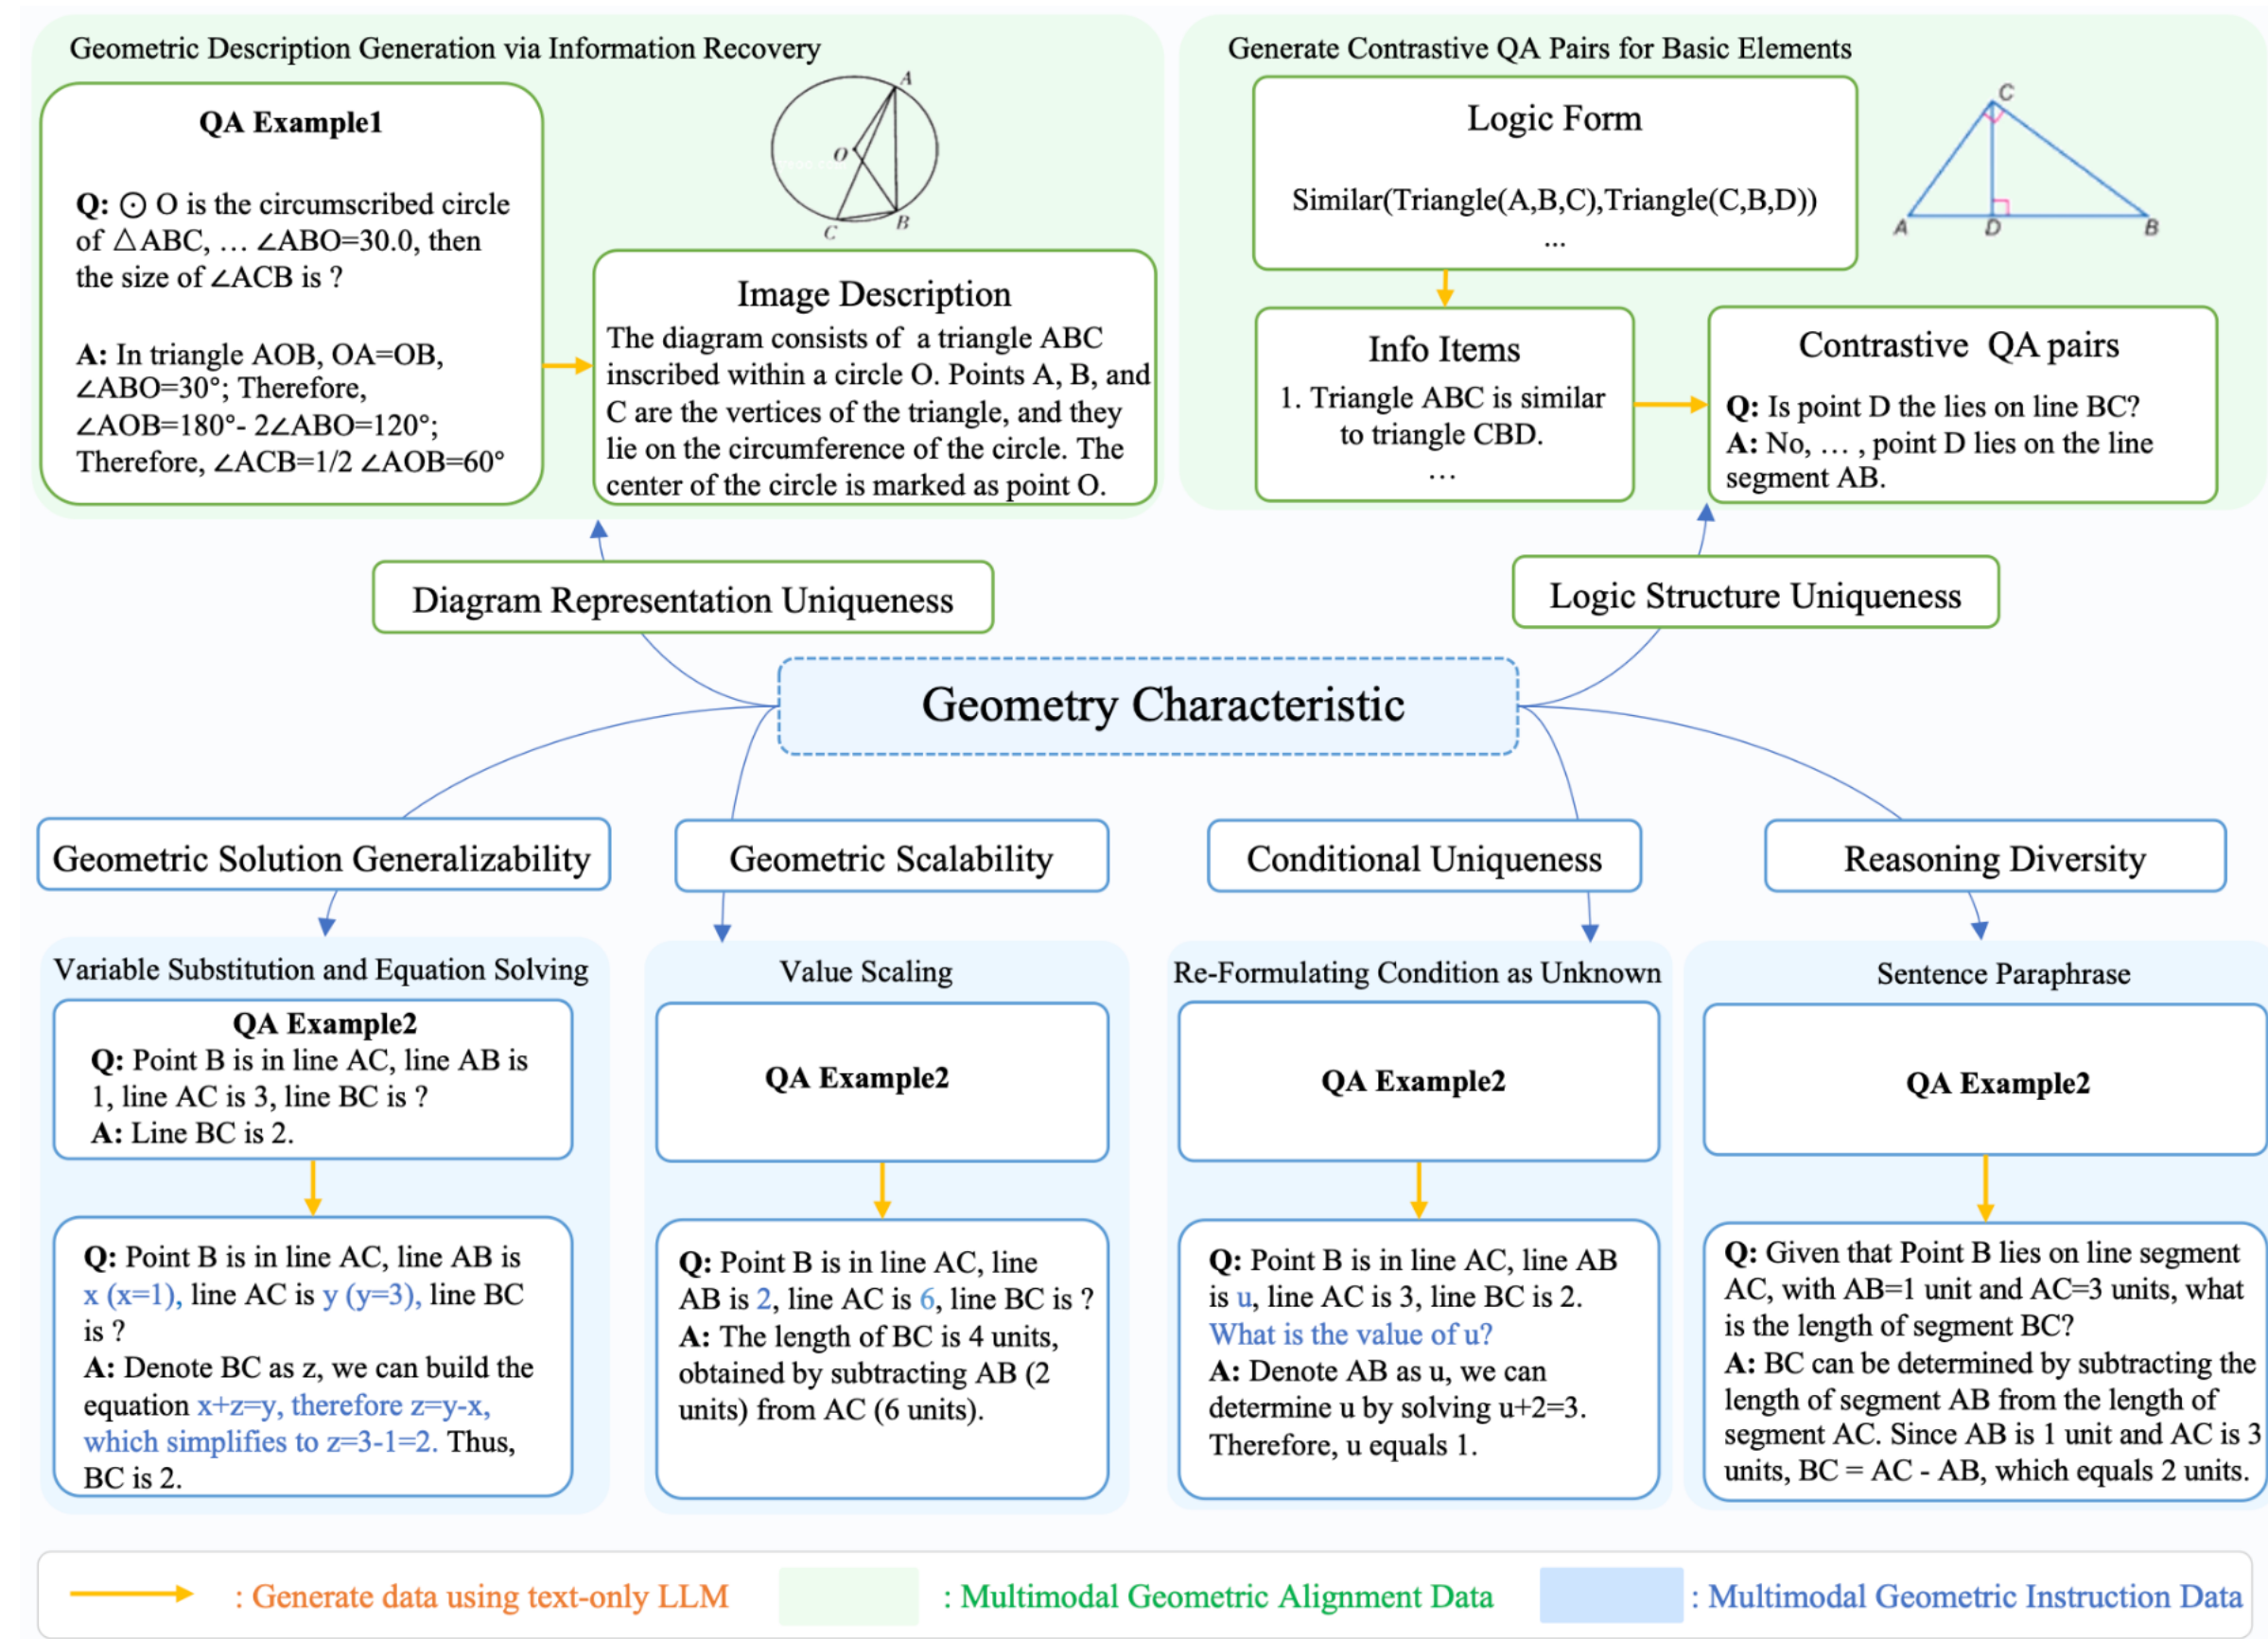 Geometric Description Generation via Information Recovery
QA Example1
Q: ⨀ O is the circumscribed circle
of △ABC, … ∠ABO=30.0, then
the size of ∠ACB is ?
A: In triangle AOB, OA=OB,
∠ABO=30°; Therefore,
∠AOB=180°- 2∠ABO=120°;
Therefore, ∠ACB=1/2 ∠AOB=60°
A
O
C
B
Image Description
The diagram consists of a triangle ABC
inscribed within a circle O. Points A, B, and
C are the vertices of the triangle, and they
lie on the circumference of the circle. The
center of the circle is marked as point O.
Generate Contrastive QA Pairs for Basic Elements
Logic Form
Similar(Triangle(A,B,C),Triangle(C,B,D))
...
C
A
D
B
Info Items
1. Triangle ABC is similar
to triangle CBD.
…
Contrastive QA pairs
Q: Is point D the lies on line BC?
A: No, … , point D lies on the line
segment AB.
Diagram Representation Uniqueness
Logic Structure Uniqueness
Geometry Characteristic
Geometric Solution Generalizability
Geometric Scalability
Conditional Uniqueness
Reasoning Diversity
Variable Substitution and Equation Solving
QA Example2
Q: Point B is in line AC, line AB is
1, line AC is 3, line BC is ?
A: Line BC is 2.
Q: Point B is in line AC, line AB is
x (x=1), line AC is y (y=3), line BC
is ?
A: Denote BC as z, we can build the
equation x+z=y, therefore z=y-x,
which simplifies to z=3-1=2. Thus,
BC is 2.
Value Scaling
QA Example2
Q: Point B is in line AC, line
AB is 2, line AC is 6, line BC is ?
A: The length of BC is 4 units,
obtained by subtracting AB (2
units) from AC (6 units).
Re-Formulating Condition as Unknown
QA Example2
Q: Point B is in line AC, line AB
is u, line AC is 3, line BC is 2.
What is the value of u?
A: Denote AB as u, we can
determine u by solving u+2=3.
Therefore, u equals 1.
Sentence Paraphrase
QA Example2
Q: Given that Point B lies on line segment
AC, with AB=1 unit and AC=3 units, what
is the length of segment BC?
A: BC can be determined by subtracting the
length of segment AB from the length of
segment AC. Since AB is 1 unit and AC is 3
units, BC = AC - AB, which equals 2 units.
: Generate data using text-only LLM
: Multimodal Geometric Alignment Data
: Multimodal Geometric Instruction Data